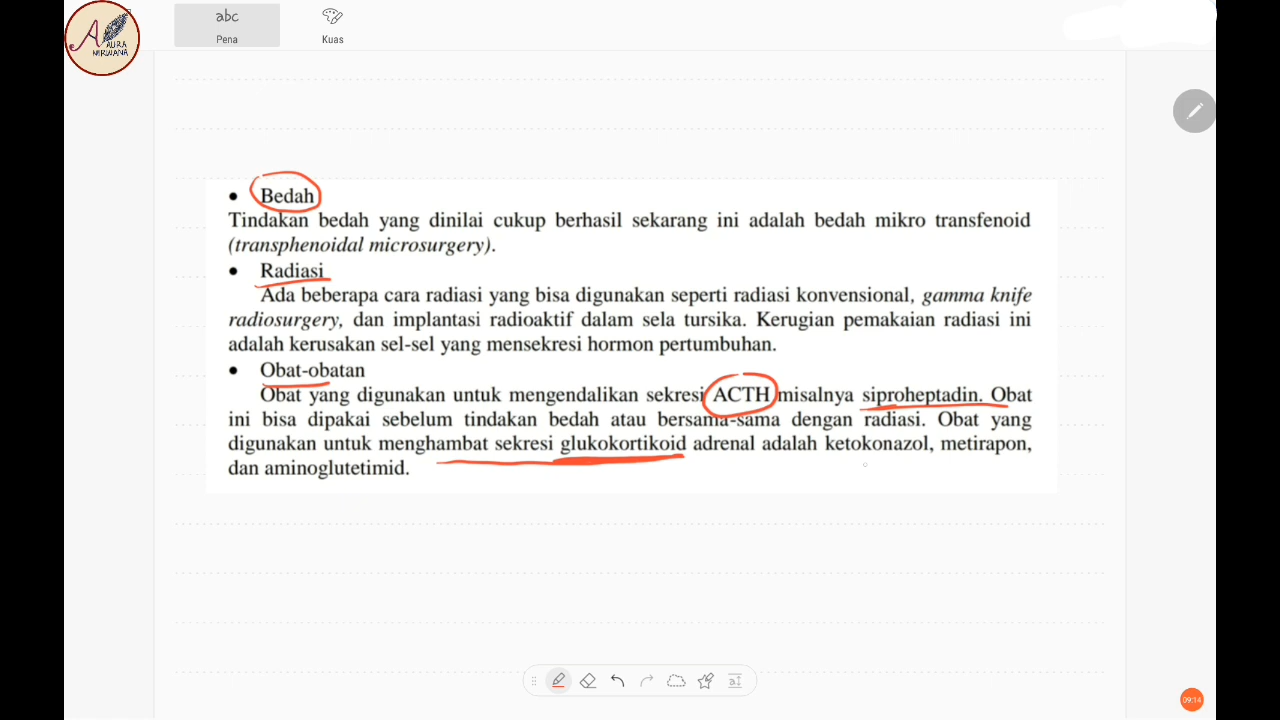 A
AURA
NIRWANA
abc
Pena
Kuas
• Bedah
Tindakan bedah yang dinilai cukup berhasil sekarang ini adalah bedah mikro transfenoid
(transphenoidal microsurgery).
• Radiasi
Ada beberapa cara radiasi yang bisa digunakan seperti radiasi konvensional, gamma knife
radiosurgery, dan implantasi radioaktif dalam sela tursika. Kerugian pemakaian radiasi ini
adalah kerusakan sel-sel yang mensekresi hormon pertumbuhan.
• Obat-obatan
Obat yang digunakan untuk mengendalikan sekresi ACTH misalnya siproheptadin. Obat
ini bisa dipakai sebelum tindakan bedah atau bersama-sama dengan radiasi. Obat yang
digunakan untuk menghambat sekresi glukokortikoid adrenal adalah ketokonazol, metirapon,
dan aminoglutetimid.
a
09:14